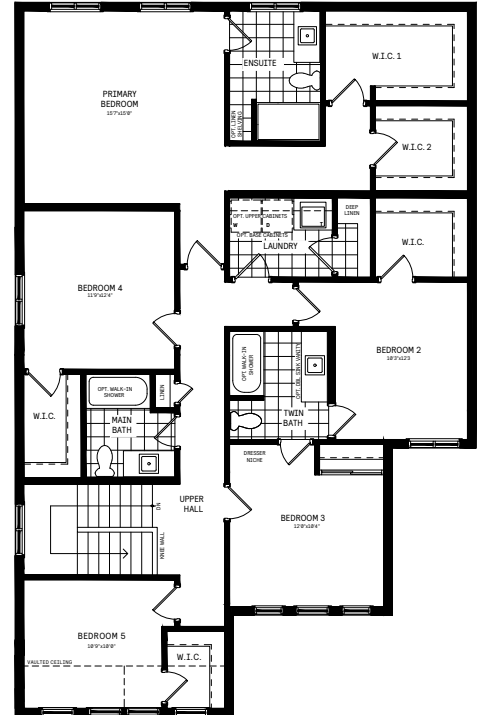 PRIMARY
BEDROOM
15'7"x15'8"
ENSUITE
OPT. LINEN
SHELVING
W.I.C. 1
W.I.C. 2
OPT. UPPER CABINETS
W D
OPT. BASE CABINETS
LAUNDRY
DEEP
LINEN
W.I.C.
BEDROOM 4
11'9"x12'4"
BEDROOM 2
10'3"x12'3
OPT. WALK-IN
SHOWER
OPT. DBL SINK VANITY
TWIN
BATH
W.I.C.
OPT. WALK-IN
SHOWER
LINEN
MAIN
BATH
DRESSER
NICHE
BEDROOM 3
12'0"x10'4"
UPPER
HALL
DN
KNEE WALL
BEDROOM 5
10'9"x10'0"
VAULTED CEILING
W.I.C.